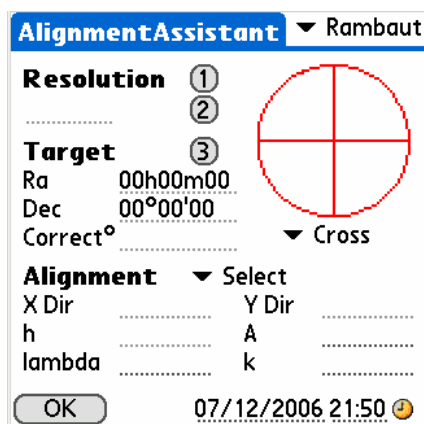 AlignmentAssistant Rambaut
Resolution 1
2
Target 3
Ra 00h00m00
Dec 00°00'00
Correct°
Cross
Alignment Select
X Dir Y Dir
h A
lambda k
OK 07/12/2006 21:50